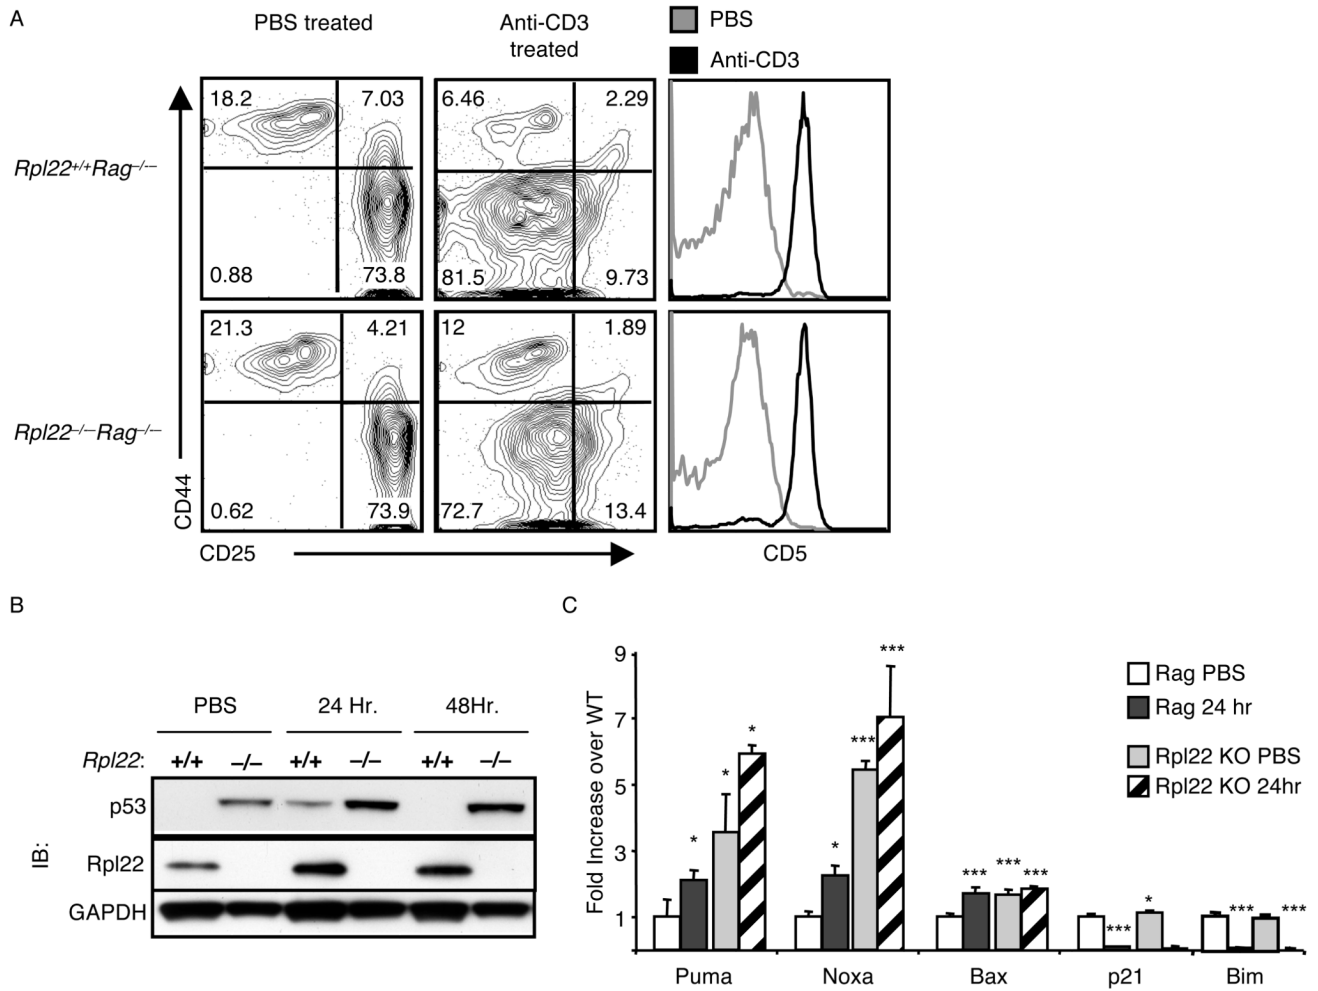 A
PBS treated
Anti-CD3
treated
PBS
Anti-CD3
18.2
7.03
6.46
2.29
Rpl22+/+Rag–/–
0.88
73.8
81.5
9.73
21.3
4.21
12
1.89
Rpl22–/–Rag–/–
0.62
73.9
72.7
13.4
CD44
CD25
CD5
B
PBS
24 Hr.
48Hr.
Rpl22: +/+ –/– +/+ –/– +/+ –/–
p53
IB:
Rpl22
GAPDH
C
Fold Increase over WT
9
7
5
3
1
* * *
* *** ***
*** *** ***
*** *
*** ***
Puma
Noxa
Bax
p21
Bim
Rag PBS
Rag 24 hr
Rpl22 KO PBS
Rpl22 KO 24hr